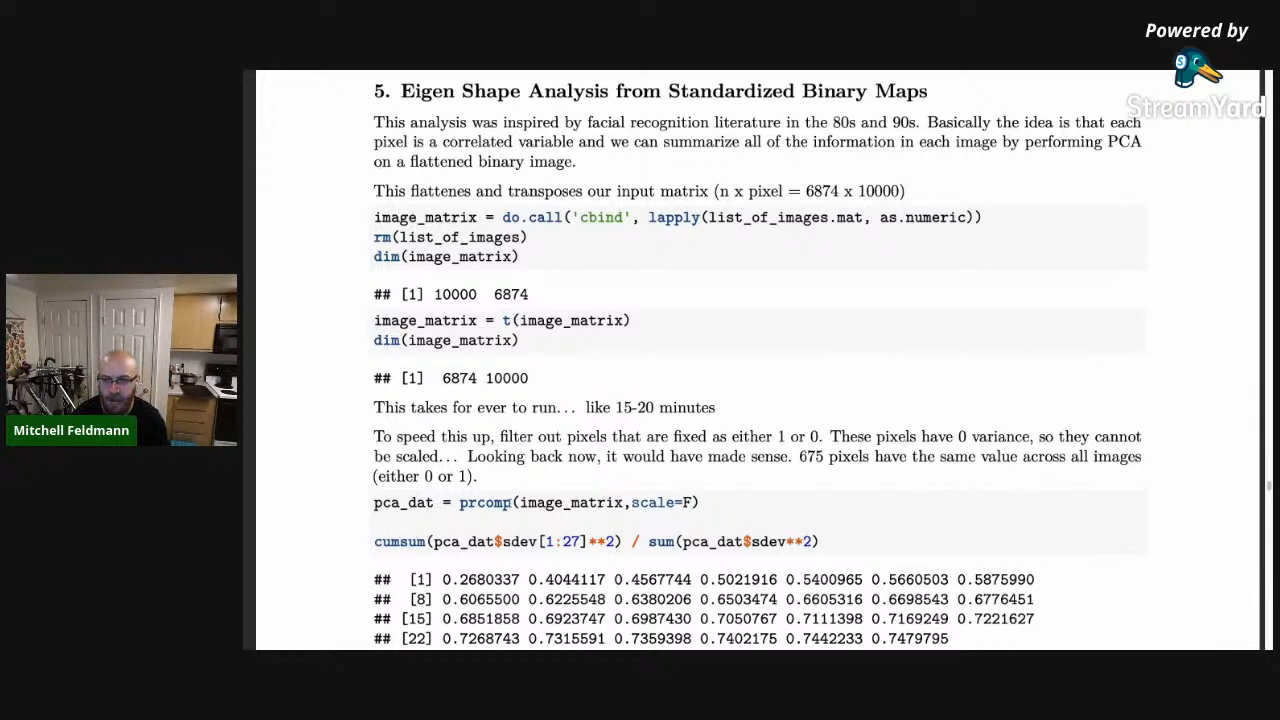 Powered by
StreamYard
5. Eigen Shape Analysis from Standardized Binary Maps
This analysis was inspired by facial recognition literature in the 80s and 90s. Basically the idea is that each
pixel is a correlated variable and we can summarize all of the information in each image by performing PCA
on a flattened binary image.
This flattenes and transposes our input matrix (n x pixel = 6874 x 10000)
image_matrix = do.call('cbind', lapply(list_of_images.mat, as.numeric))
rm(list_of_images)
dim(image_matrix)
## [1] 10000 6874
image_matrix = t(image_matrix)
dim(image_matrix)
## [1] 6874 10000
This takes for ever to run... like 15-20 minutes
To speed this up, filter out pixels that are fixed as either 1 or 0. These pixels have 0 variance, so they cannot
be scaled... Looking back now, it would have made sense. 675 pixels have the same value across all images
(either 0 or 1).
pca_dat = prcomp(image_matrix,scale=F)
cumsum(pca_dat$sdev[1:27]**2) / sum(pca_dat$sdev**2)
## [1] 0.2680337 0.4044117 0.4567744 0.5021916 0.5400965 0.5660503 0.5875990
## [8] 0.6065500 0.6225548 0.6380206 0.6503474 0.6605316 0.6698543 0.6776451
## [15] 0.6851858 0.6923747 0.6987430 0.7050767 0.7111398 0.7169249 0.7221627
## [22] 0.7268743 0.7315591 0.7359398 0.7402175 0.7442233 0.7479795
Mitchell Feldmann